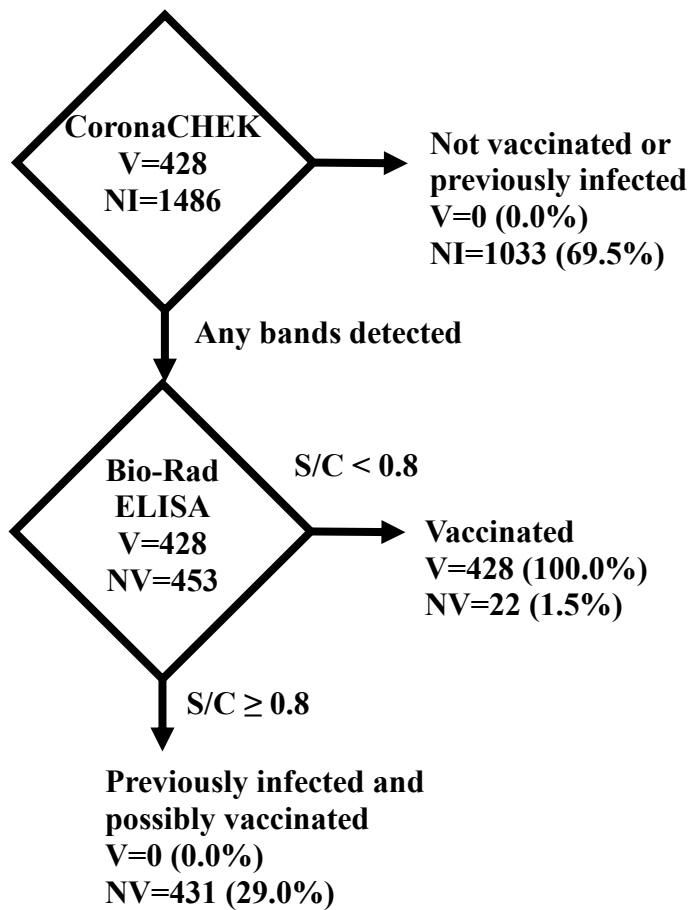 CoronaCHEK
V=428
NI=1486
Not vaccinated or
previously infected
V=0 (0.0%)
NI=1033 (69.5%)
Any bands detected
Bio-Rad
ELISA
V=428
NV=453
S/C < 0.8
Vaccinated
V=428 (100.0%)
NV=22 (1.5%)
S/C ≥ 0.8
Previously infected and
possibly vaccinated
V=0 (0.0%)
NV=431 (29.0%)